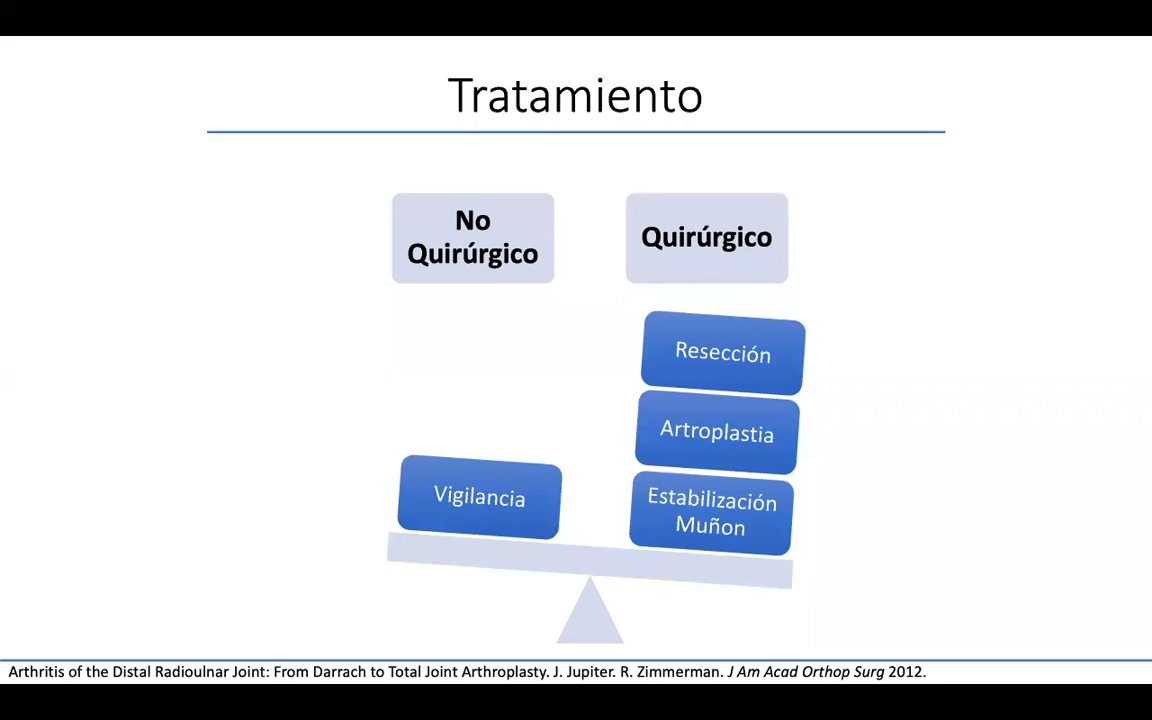 Tratamiento
No
Quirúrgico
Quirúrgico
Resección
Artroplastia
Vigilancia
Estabilización
Muñon
Arthritis of the Distal Radioulnar Joint: From Darrach to Total Joint Arthroplasty. J. Jupiter. R. Zimmerman. J Am Acad Orthop Surg 2012.